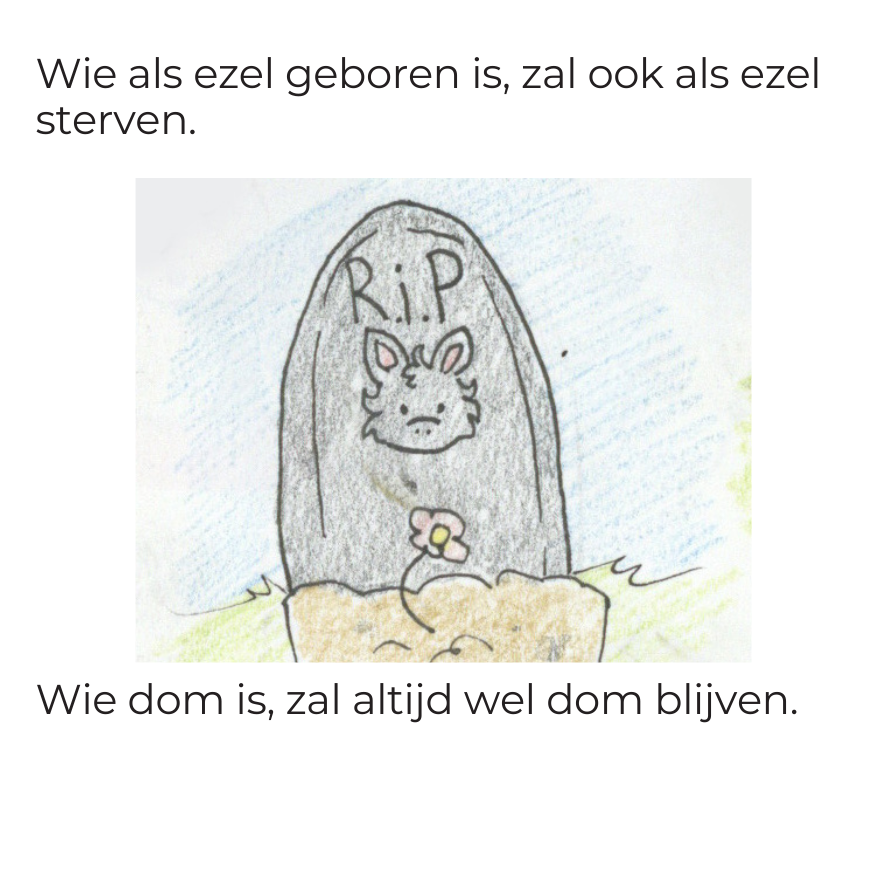 Wie als ezel geboren is, zal ook als ezel
sterven.
R.i.P
Wie dom is, zal altijd wel dom blijven.